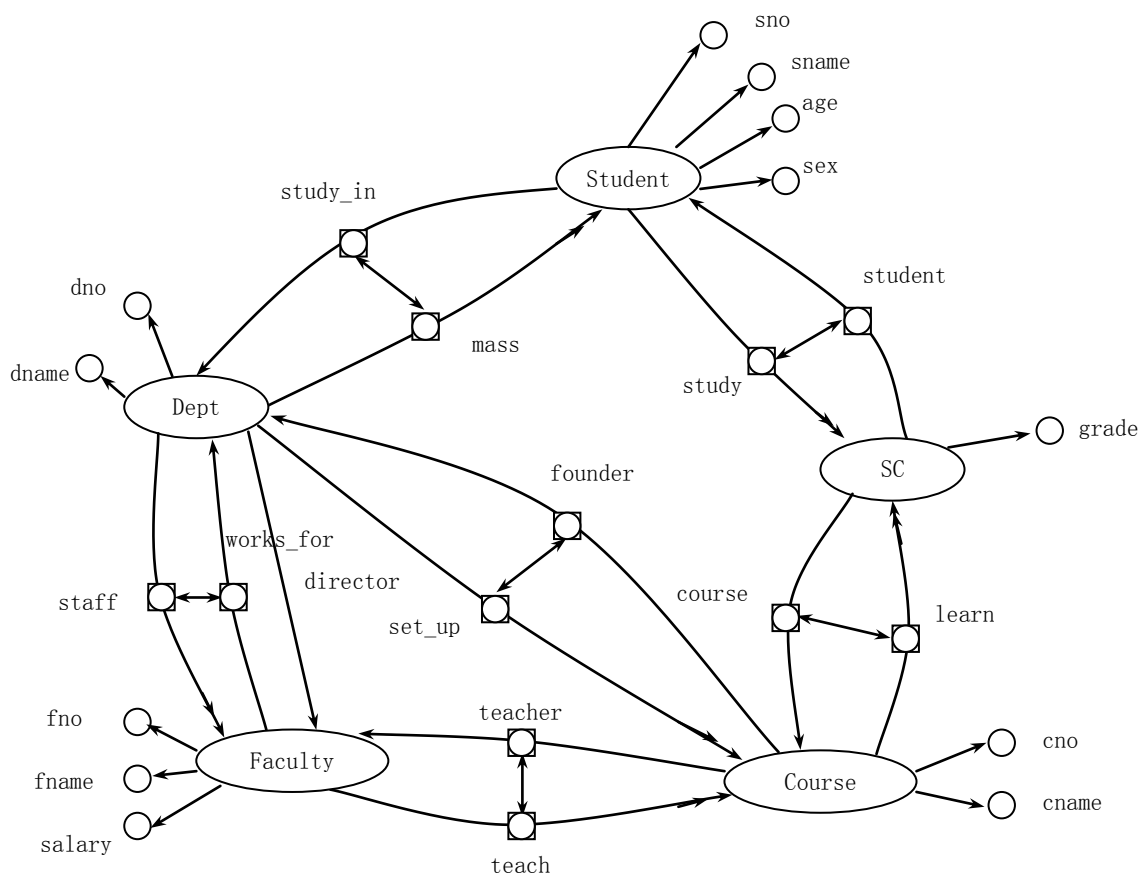 sno
sname
age
sex
Student
study_in
student
dno
mass
dname
study
Dept
grade
SC
founder
works_for
director
staff
course
learn
set_up
fno
teacher
Faculty
cno
fname
Course
cname
salary
teach